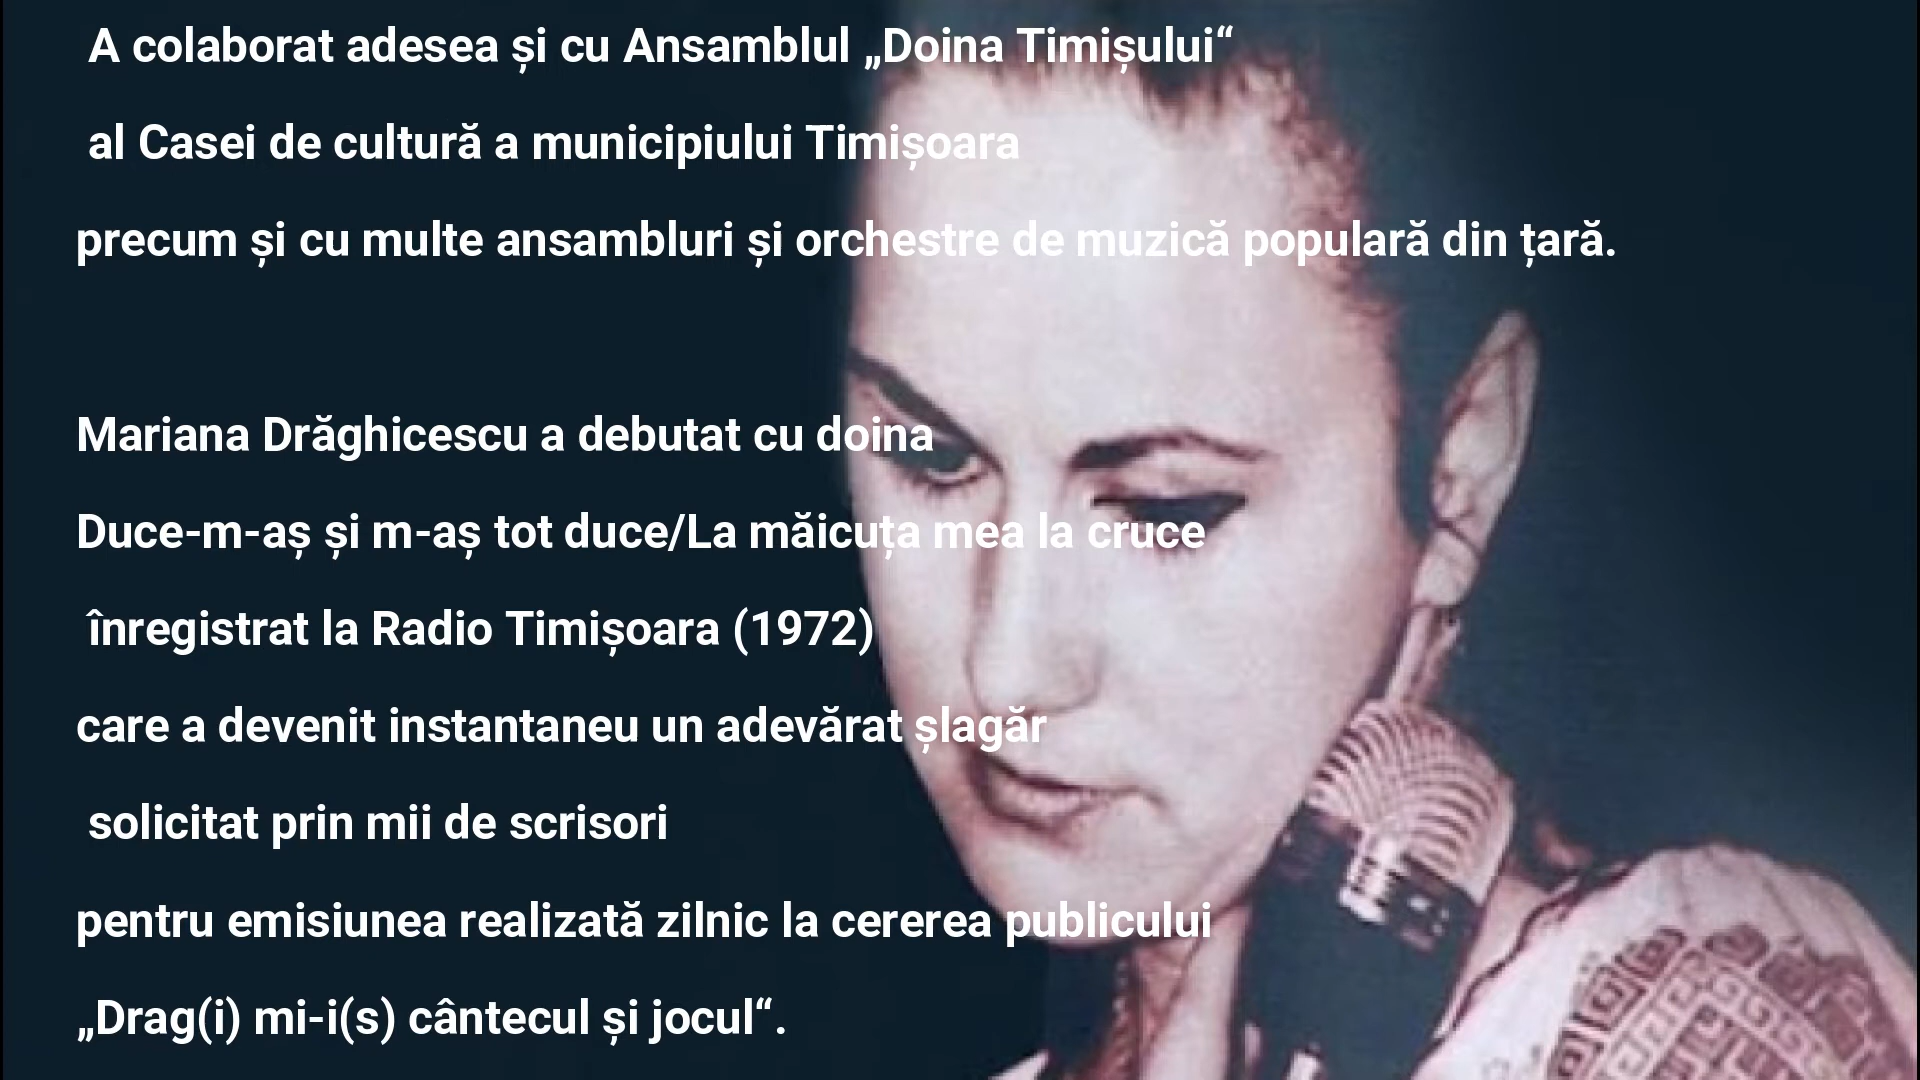 A colaborat adesea și cu Ansamblul „Doina Timișului“
al Casei de cultură a municipiului Timișoara
precum și cu multe ansambluri și orchestre de muzică populară din țară.
Mariana Drăghicescu a debutat cu doina
Duce-m-aș și m-aș tot duce/La măicuța mea la cruce
înregistrat la Radio Timișoara (1972)
care a devenit instantaneu un adevărat șlagăr
solicitat prin mii de scrisori
pentru emisiunea realizată zilnic la cererea publicului
„Drag(i) mi-i(s) cântecul și jocul“.